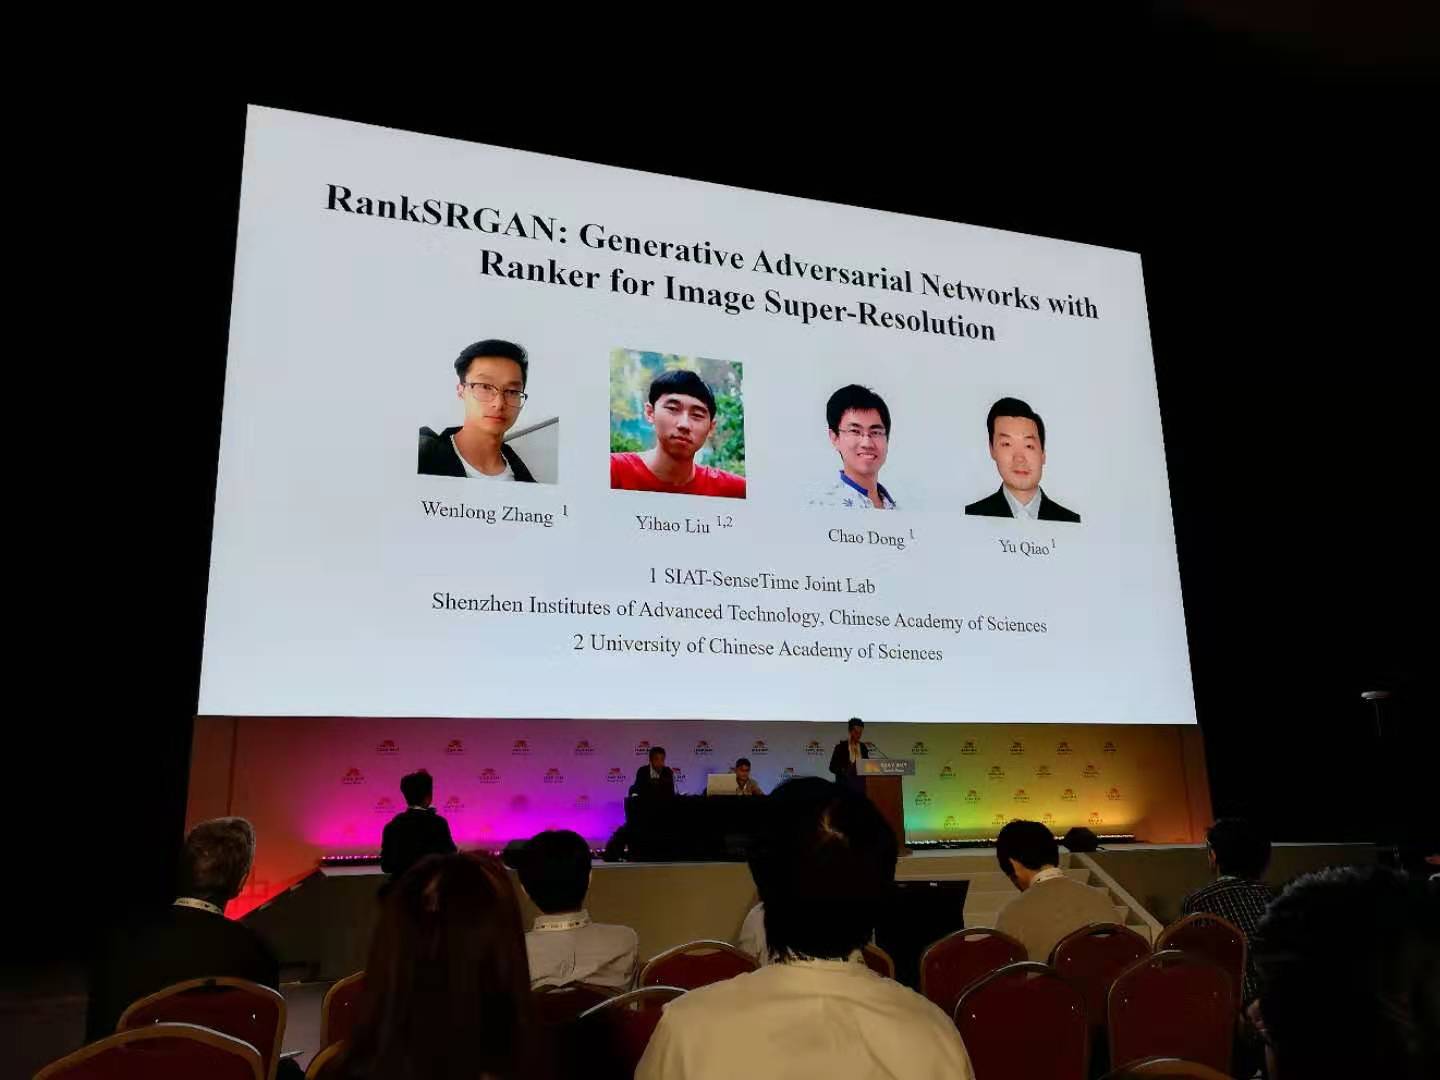 RankSRGAN: Generative Adversarial Networks with
Ranker for Image Super-Resolution
Wenlong Zhang 1
Yihao Liu 1,2
Chao Dong 1
Yu Qiao 1
1 SIAT-SenseTime Joint Lab
Shenzhen Institutes of Advanced Technology, Chinese Academy of Sciences
2 University of Chinese Academy of Sciences